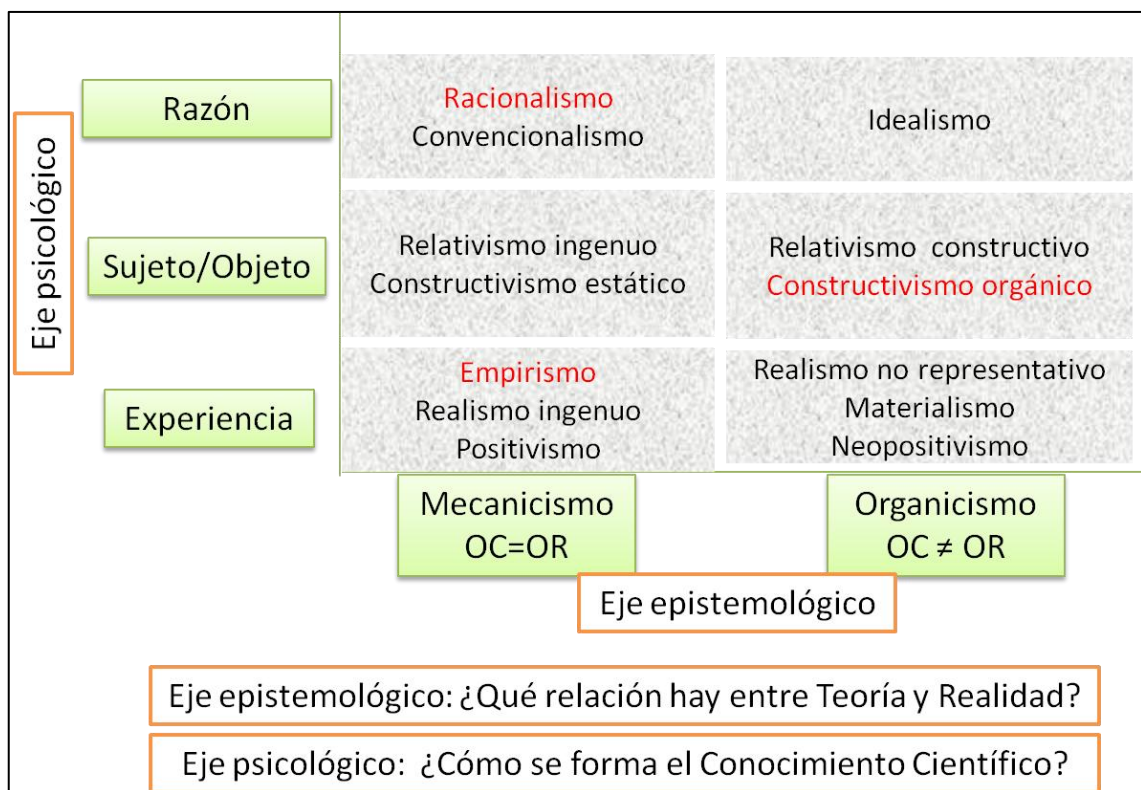 Eje psicológico
Razón
Racionalismo
Convencionalismo
Idealismo
Sujeto/Objeto
Relativismo ingenuo
Constructivismo estático
Relativismo constructivo
Constructivismo orgánico
Experiencia
Empirismo
Realismo ingenuo
Positivismo
Realismo no representativo
Materialismo
Neopositivismo
Mecanicismo
OC=OR
Organicismo
OC ≠ OR
Eje epistemológico
Eje epistemológico: ¿Qué relación hay entre Teoría y Realidad?
Eje psicológico: ¿Cómo se forma el Conocimiento Científico?